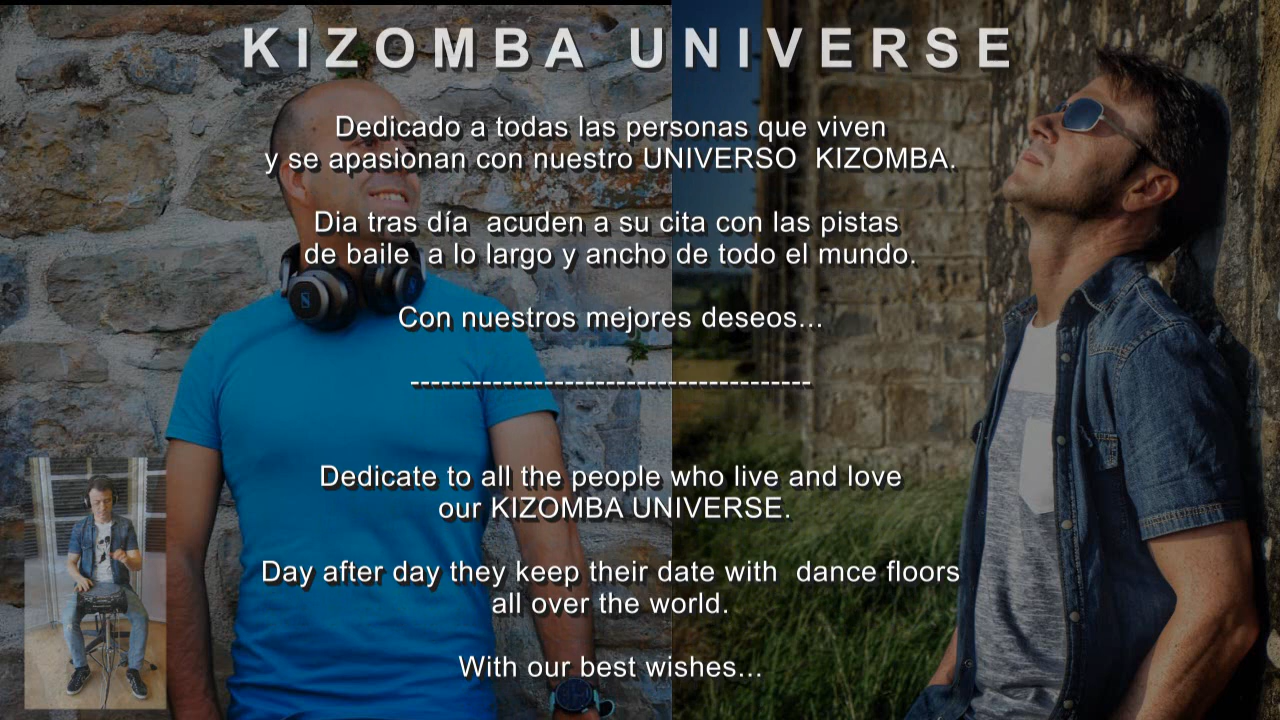 KIZOMBA UNIVERSE
Dedicado a todas las personas que viven
y se apasionan con nuestro UNIVERSO KIZOMBA.
Dia tras día acuden a su cita con las pistas
de baile a lo largo y ancho de todo el mundo.
Con nuestros mejores deseos...
---------------------------------------
Dedicate to all the people who live and love
our KIZOMBA UNIVERSE.
Day after day they keep their date with dance floors
all over the world.
With our best wishes...